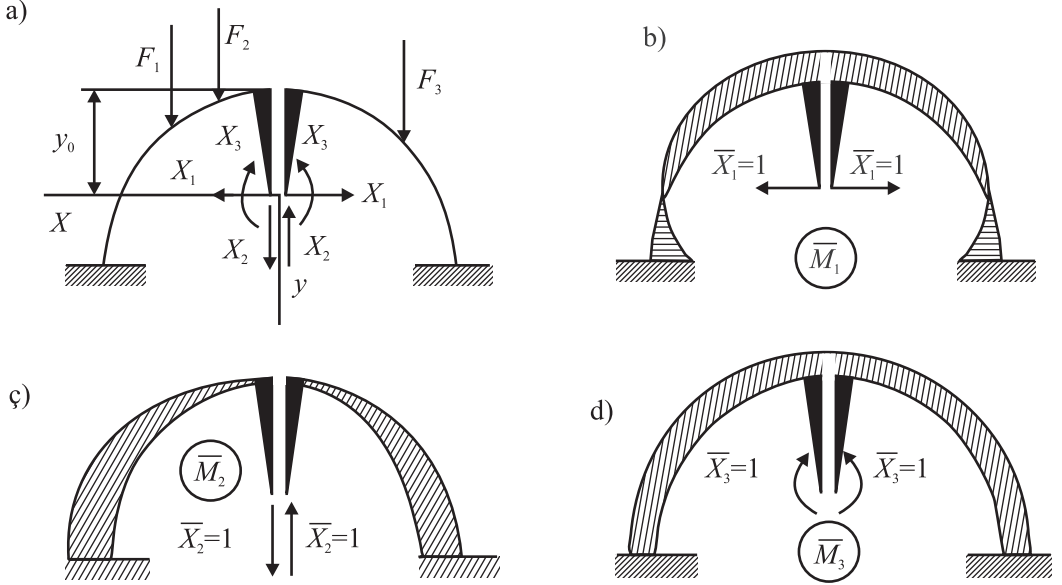 a)
F₁
F₂
F₃
y₀
X₃ X₃
X₁ X₁
X
X₂ X₂
y
b)
X̅₁=1 X̅₁=1
M̅₁
ç)
M̅₂
X̅₂=1 X̅₂=1
d)
X̅₃=1 X̅₃=1
M̅₃